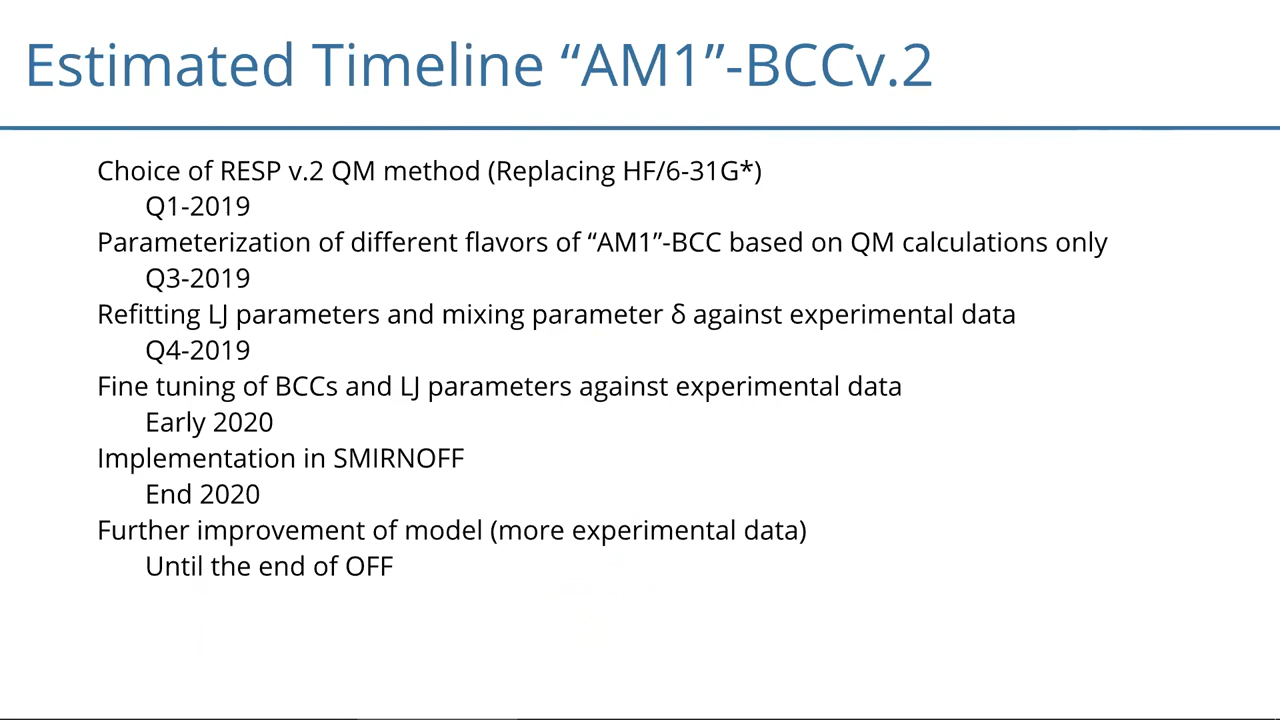 Estimated Timeline “AM1”-BCCv.2
Choice of RESP v.2 QM method (Replacing HF/6-31G*)
Q1-2019
Parameterization of different flavors of “AM1”-BCC based on QM calculations only
Q3-2019
Refitting LJ parameters and mixing parameter δ against experimental data
Q4-2019
Fine tuning of BCCs and LJ parameters against experimental data
Early 2020
Implementation in SMIRNOFF
End 2020
Further improvement of model (more experimental data)
Until the end of OFF